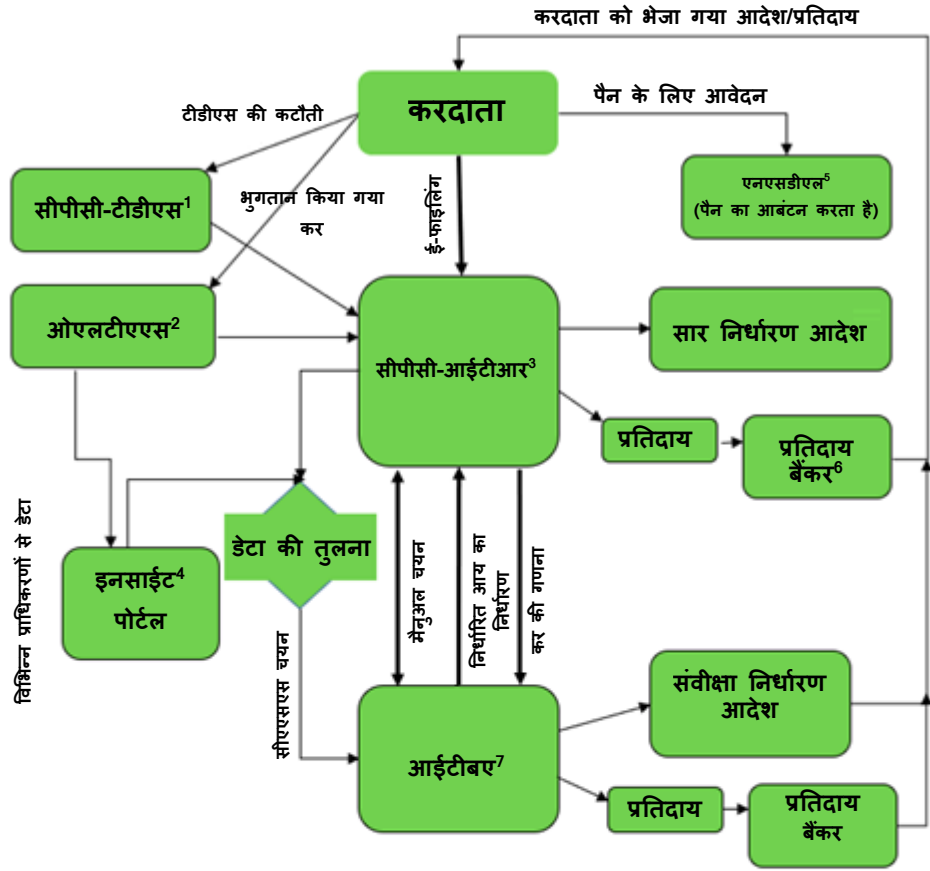 करदाता को भेजा गया आदेश/प्रतिदाय
करदाता
पैन के लिए आवेदन
टीडीएस की कटौती
सीपीसी-टीडीएस1
भुगतान किया गया
कर
ई-फाइलिंग
एनएसडीएल5
(पैन का आबंटन करता है)
ओएलटीएएस2
सीपीसी-आईटीआर3
सार निर्धारण आदेश
प्रतिदाय
प्रतिदाय
बैंकर6
विभिन्न प्राधिकरणों से डेटा
इनसाईट4
पोर्टल
डेटा की तुलना
सीएएसएस चयन
मैनुअल चयन
निर्धारित आय का
निर्धारण
कर की गणना
आईटीबए7
संवीक्षा निर्धारण
आदेश
प्रतिदाय
प्रतिदाय
बैंकर